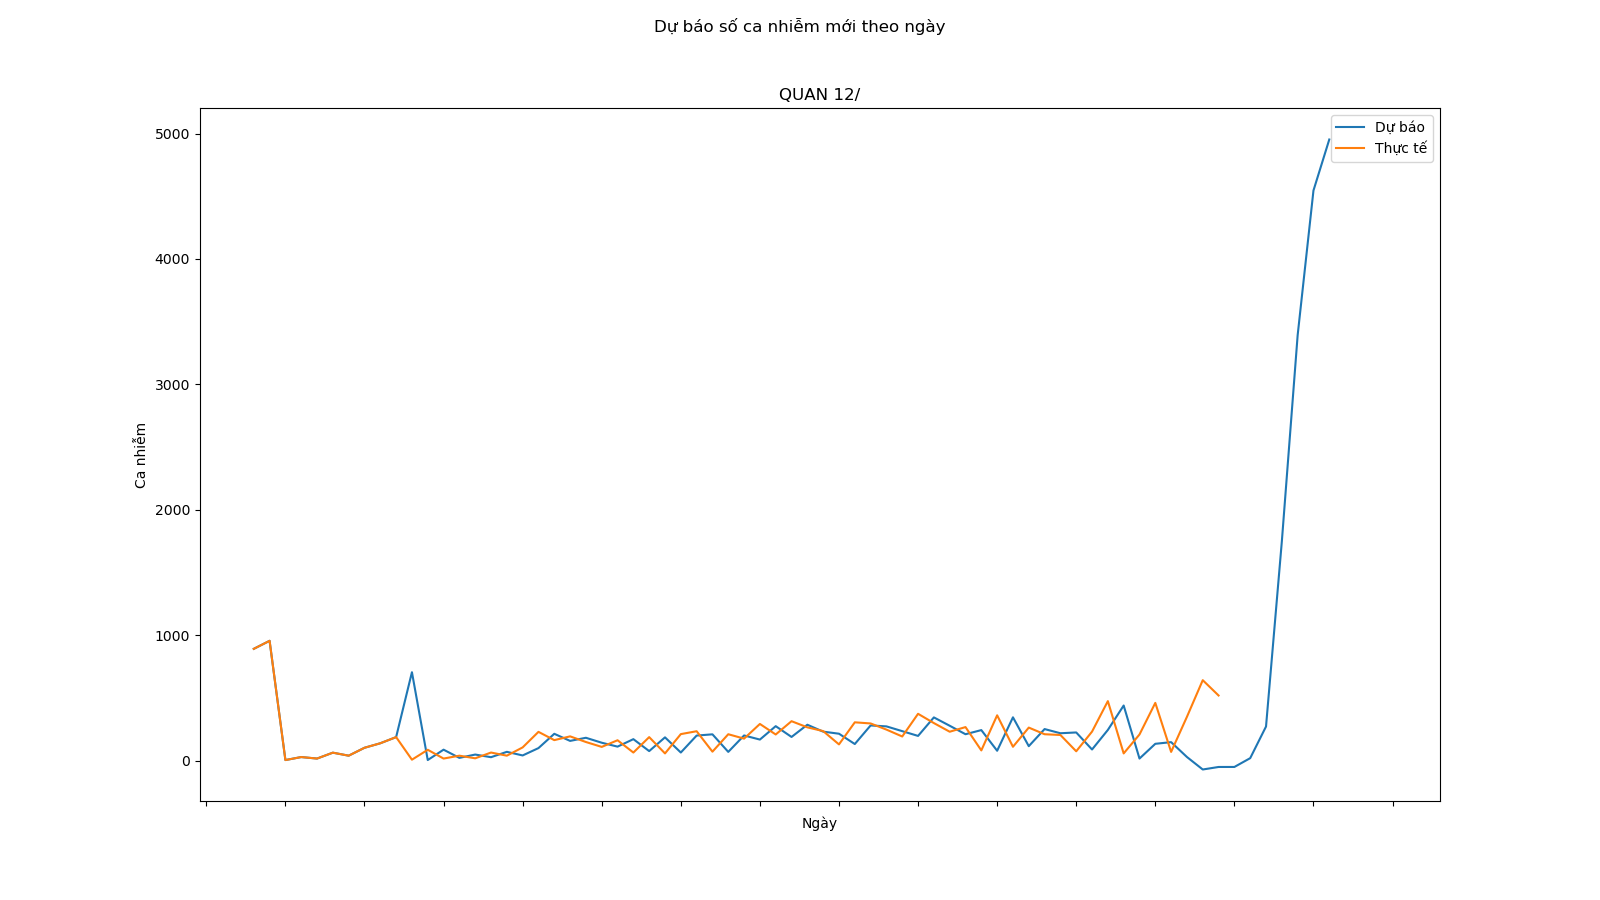 Dự báo số ca nhiễm mới theo ngày
QUAN 12/
Dự báo
Thực tế
5000
4000
3000
2000
1000
0
Ca nhiễm
Ngày